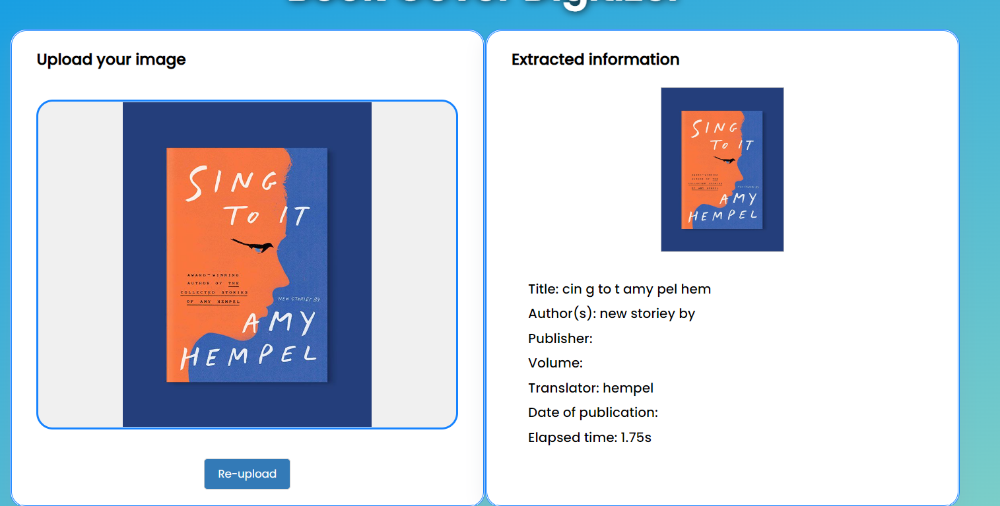 Book Cover Digitizer
Upload your image
SING
TO IT
AWARD-WINNING
AUTHOR OF THE
COLLECTED STORIES
OF AMY HEMPEL
NEW STORIES BY
AMY
HEMPEL
Re-upload
Extracted information
SING
TO IT
AWARD-WINNING
AUTHOR OF THE
COLLECTED STORIES
OF AMY HEMPEL
NEW STORIES BY
AMY
HEMPEL
Title: cin g to t amy pel hem
Author(s): new storiey by
Publisher:
Volume:
Translator: hempel
Date of publication:
Elapsed time: 1.75s